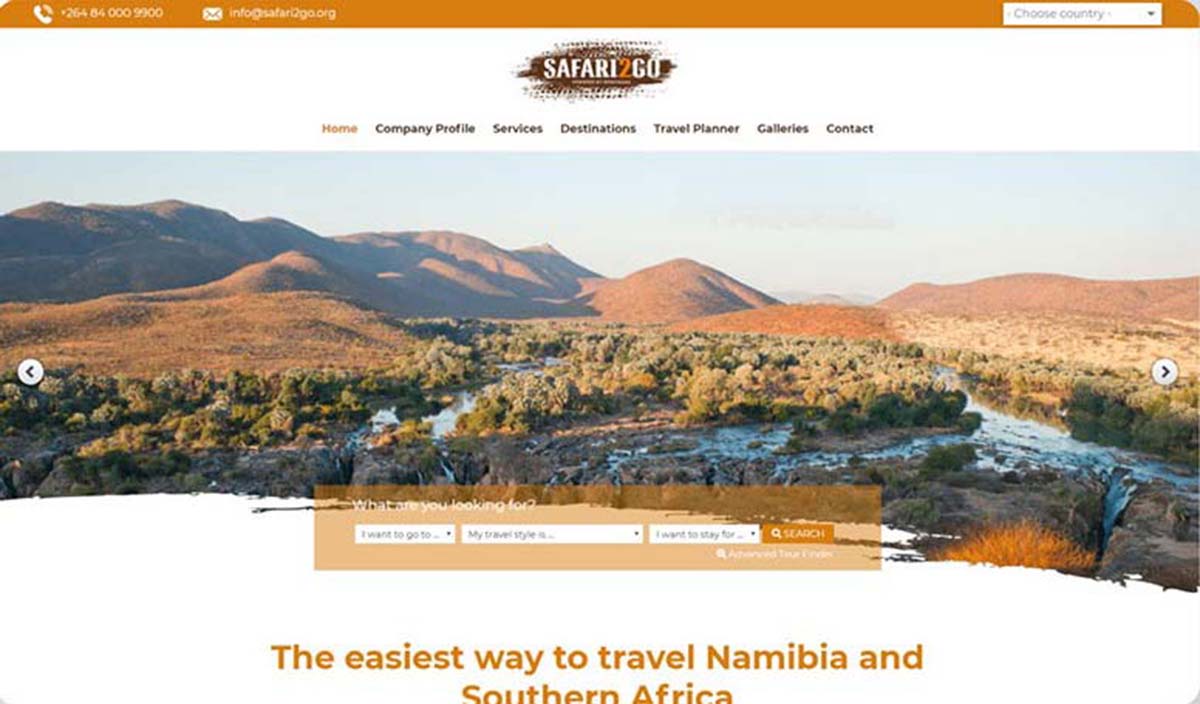 +264 84 000 9900 info@safari2go.org - Choose country -
SAFARI2GO
Home Company Profile Services Destinations Travel Planner Galleries Contact
What are you looking for?
I want to go to ... My travel style is ... I want to stay for ... SEARCH
Advanced Tour Finder
The easiest way to travel Namibia and
Southern Africa